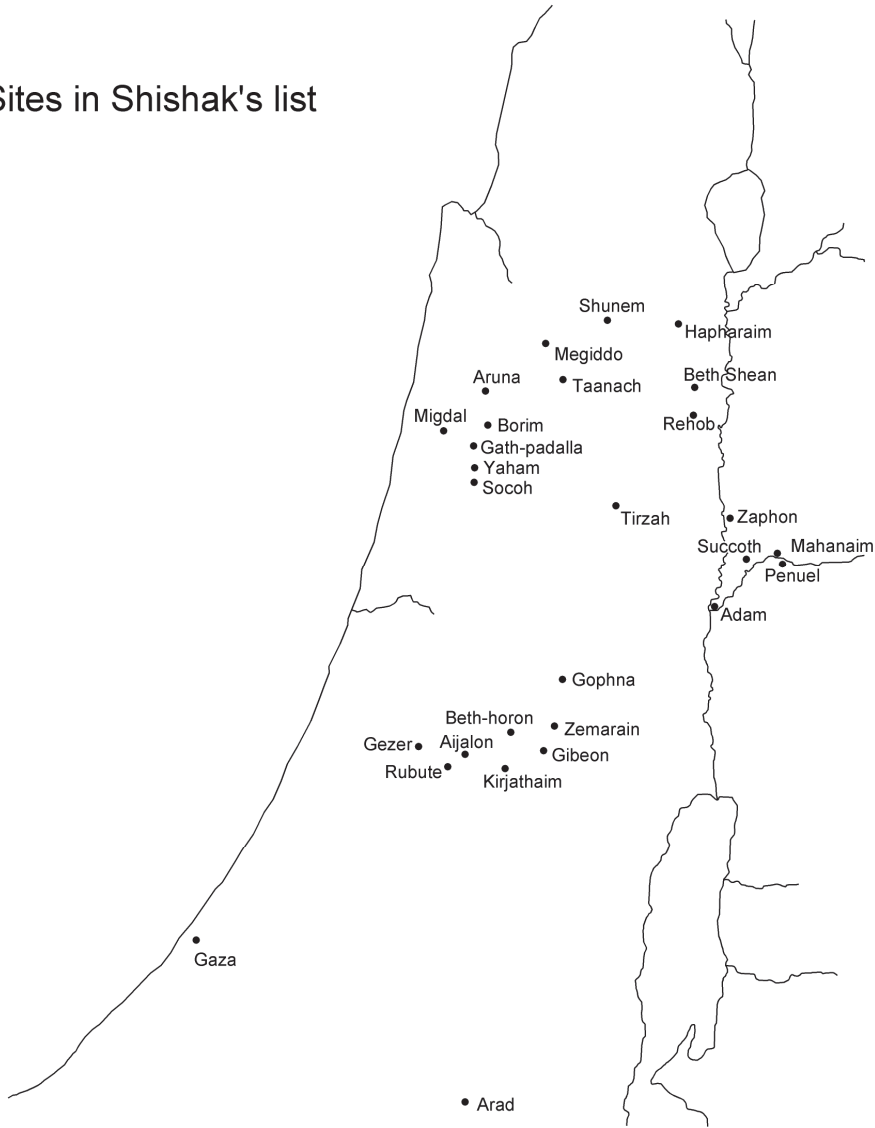 Sites in Shishak's list
Shunem
Hapharaim
Megiddo
Aruna
Taanach
Beth Shean
Migdal
Borim
Rehob
Gath-padalla
Yaham
Socoh
Tirzah
Zaphon
Succoth
Mahanaim
Penuel
Adam
Gophna
Beth-horon
Zemarain
Gezer
Aijalon
Gibeon
Rubute
Kirjathaim
Gaza
Arad